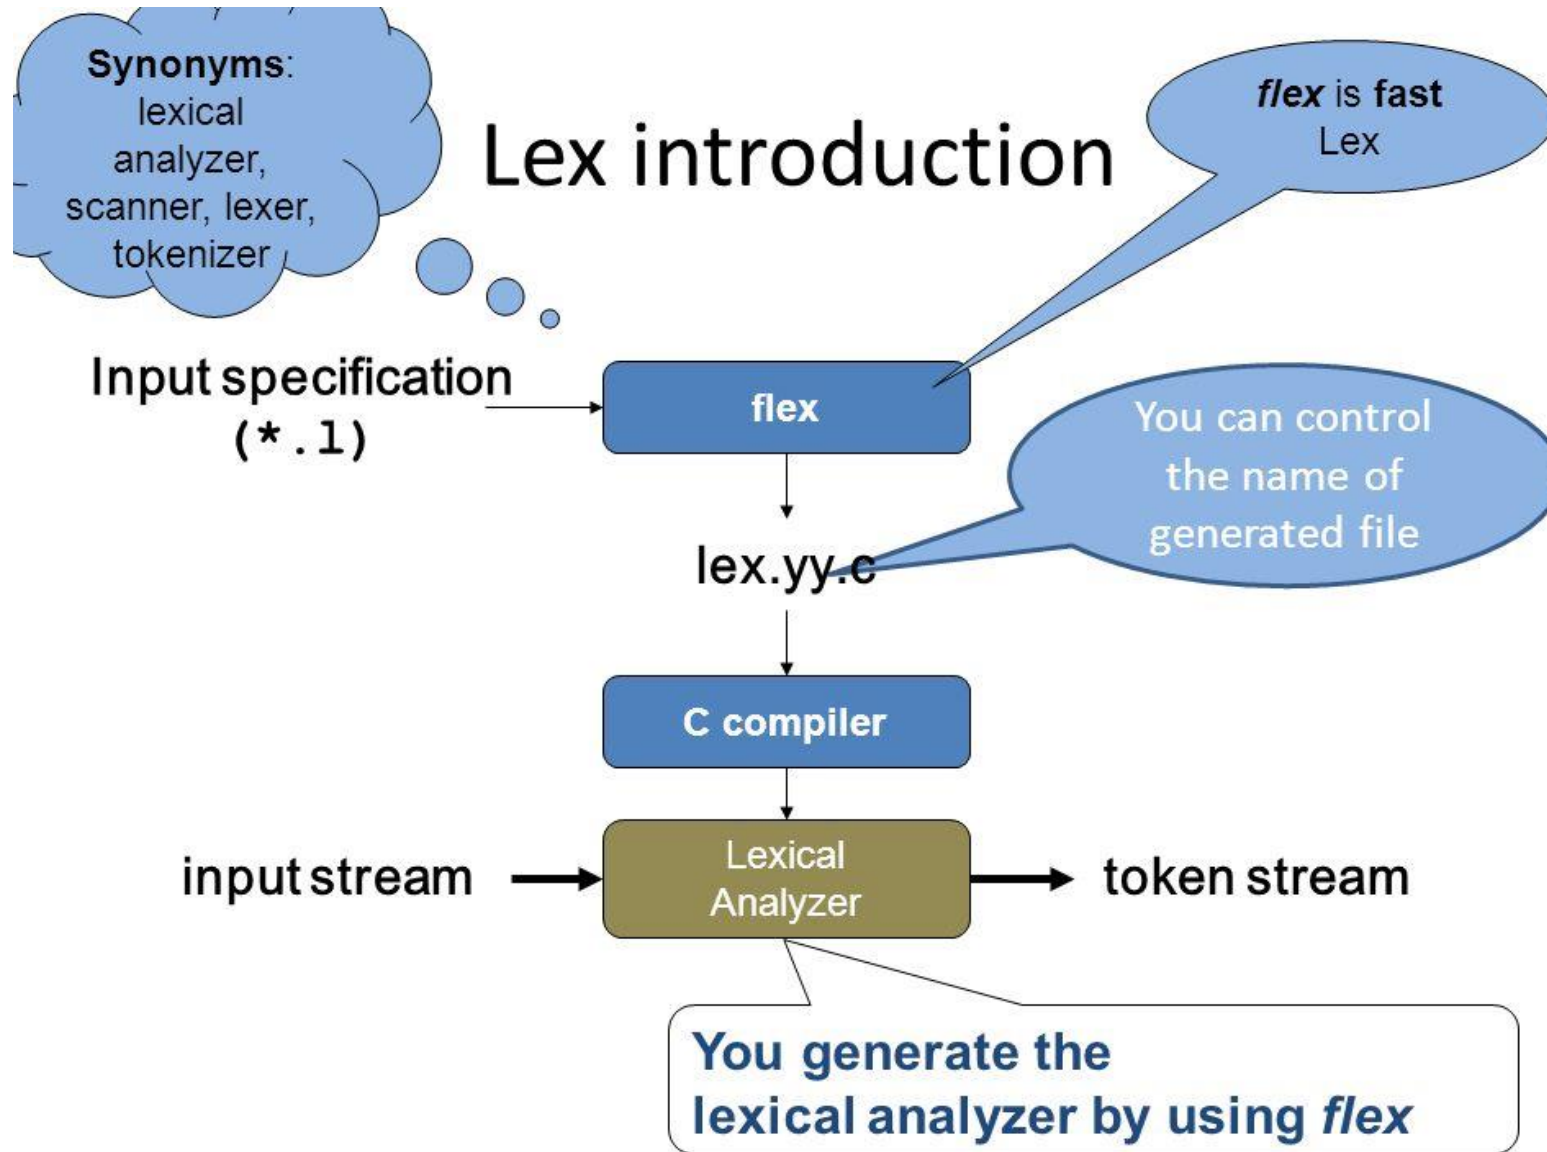 Synonyms:
lexical
analyzer,
scanner, lexer,
tokenizer
Lex introduction
flex is fast
Lex
Input specification
(*.l)
flex
You can control
the name of
generated file
lex.yy.c
C compiler
input stream
Lexical
Analyzer
token stream
You generate the
lexical analyzer by using flex